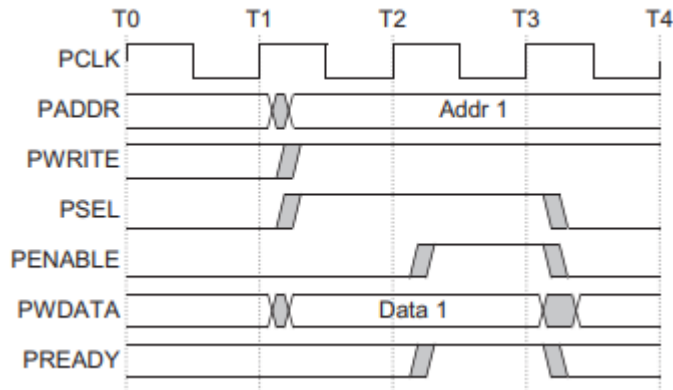 T0 T1 T2 T3 T4
PCLK
PADDR Addr 1
PWRITE
PSEL
PENABLE
PWDATA Data 1
PREADY